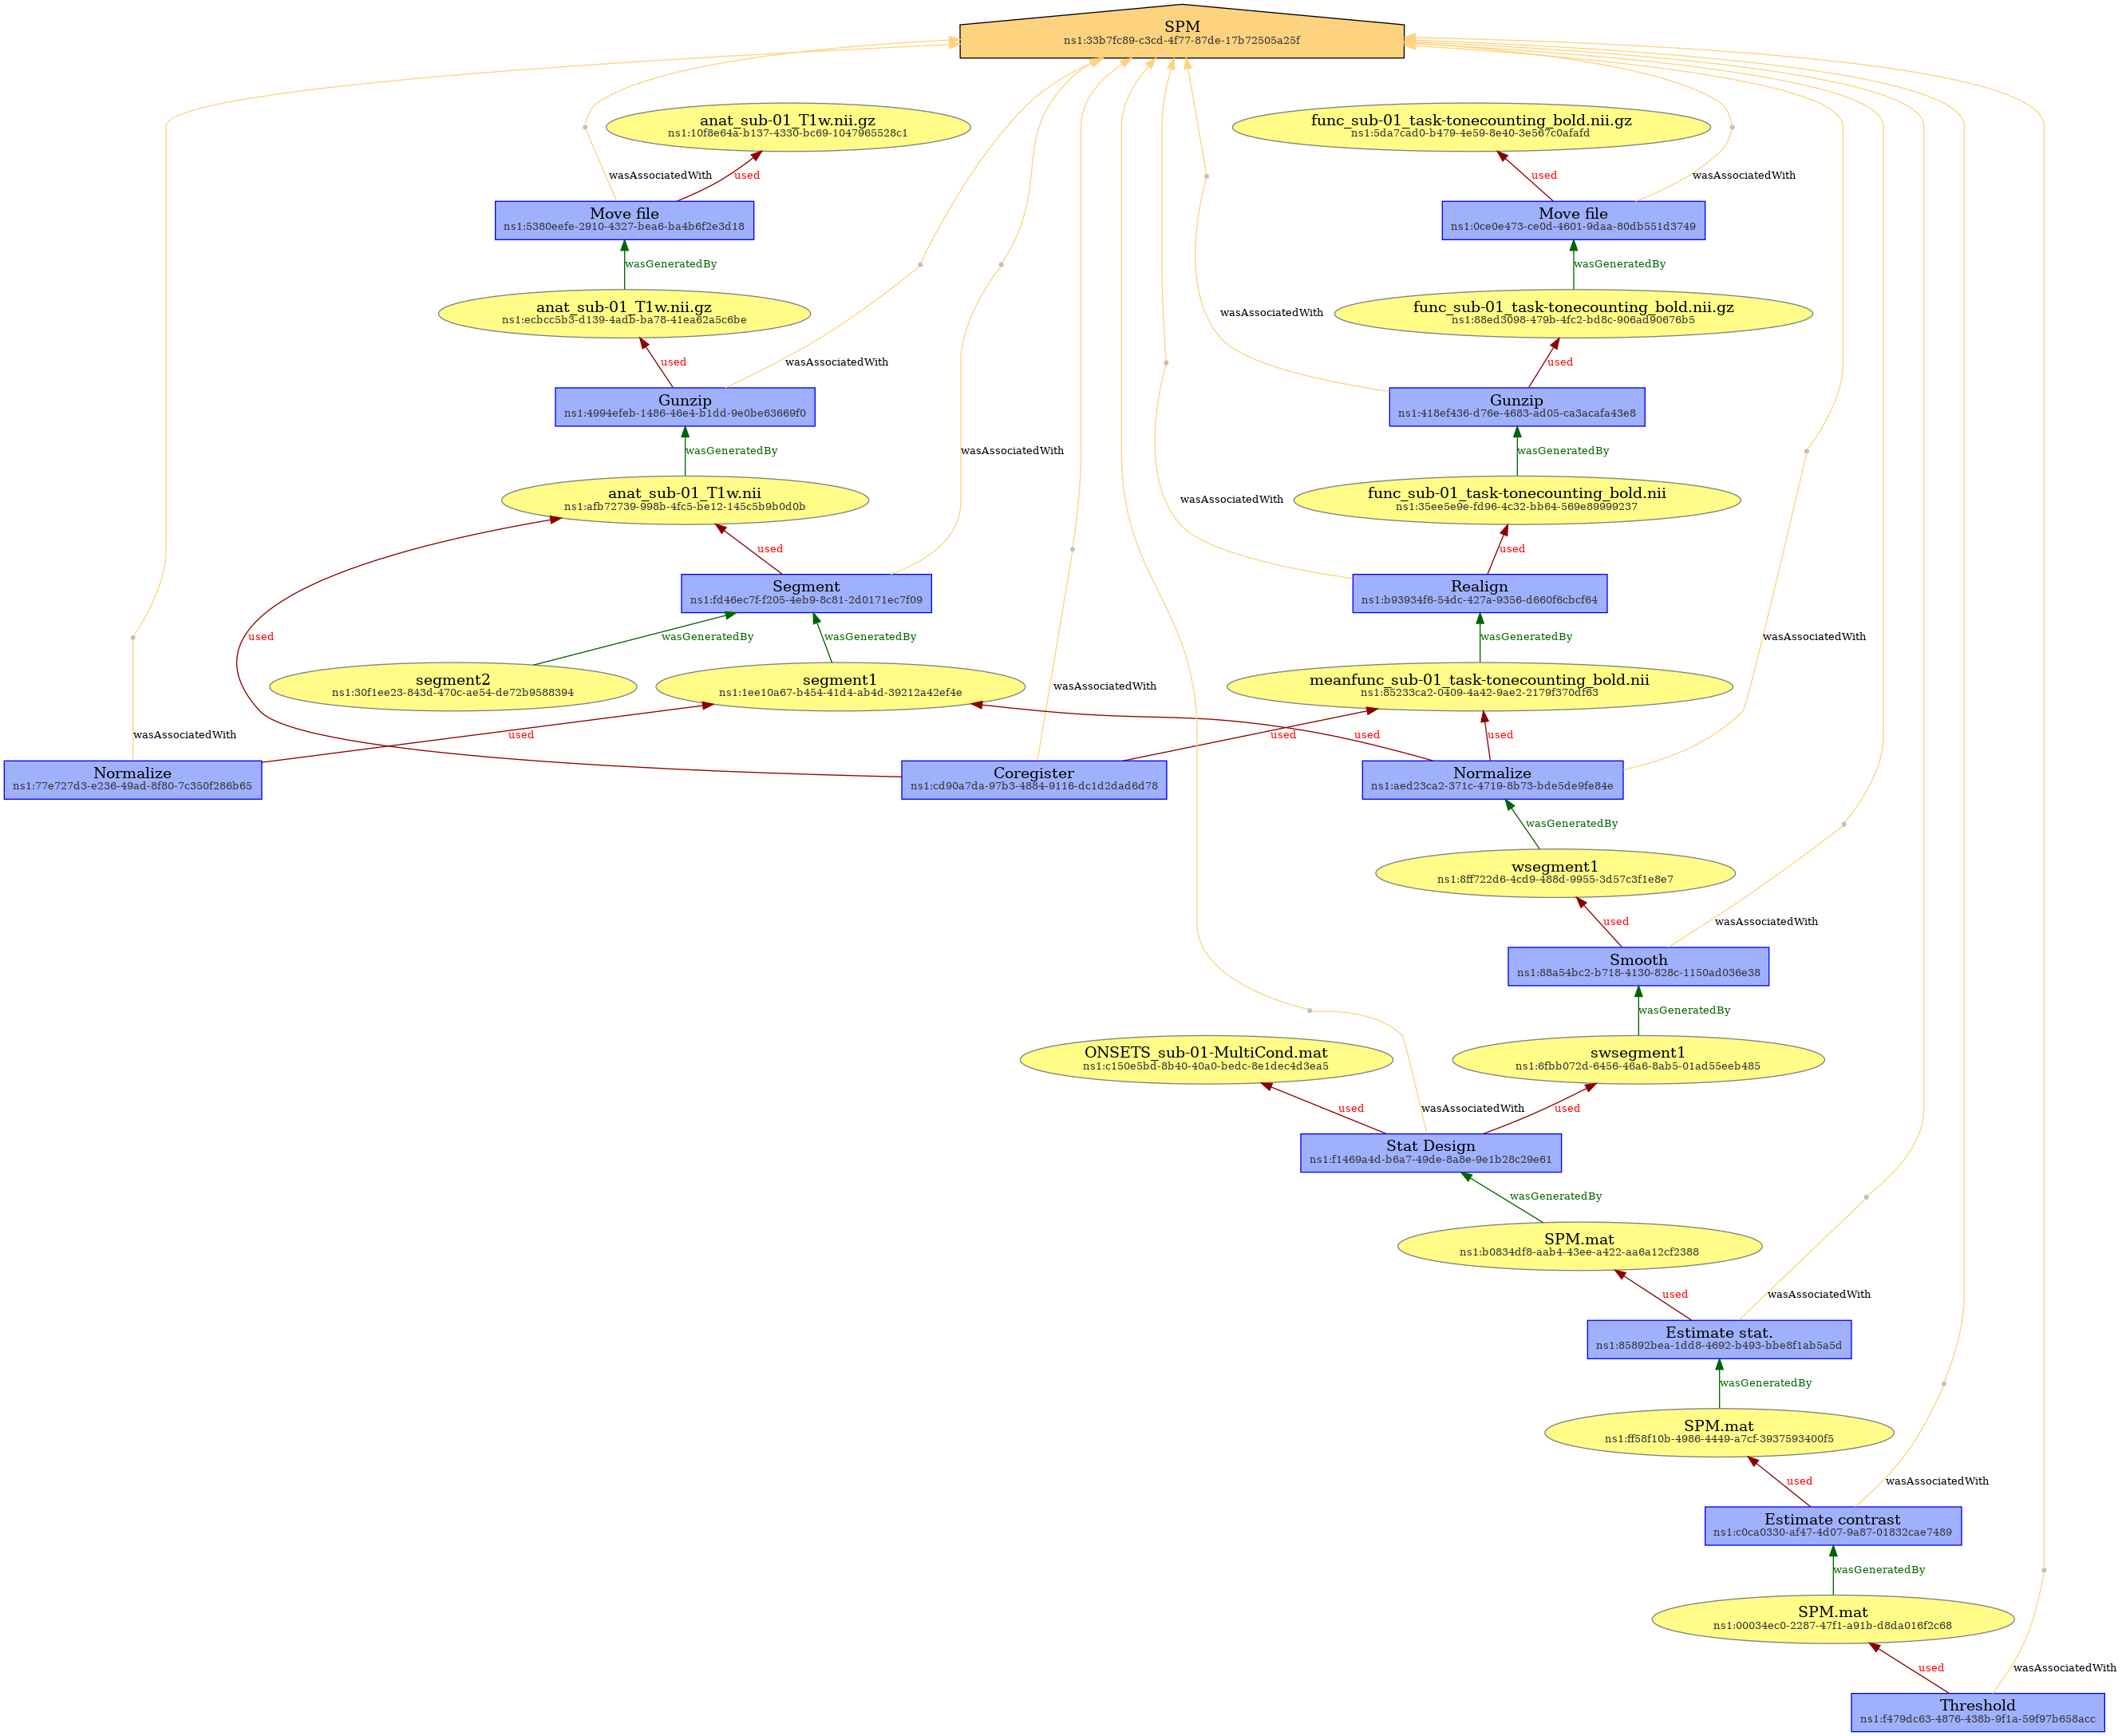 SPM
ns1:33b7fc89-c3cd-4f77-87de-17b72505a25f
anat_sub-01_T1w.nii.gz
ns1:10f8e64a-b137-4330-bc69-1047965528c1
func_sub-01_task-tonecounting_bold.nii.gz
ns1:5da7cad0-b479-4e59-8e40-3e567c0afafd
wasAssociatedWith
used
used
wasAssociatedWith
Move file
ns1:5380eefe-2910-4327-bea6-ba4b6f2e3d18
Move file
ns1:0ce0e473-ce0d-4601-9daa-80db551d3749
wasGeneratedBy
wasGeneratedBy
anat_sub-01_T1w.nii.gz
ns1:ecbcc5b3-d139-4adb-ba78-41ea62a5c6be
wasAssociatedWith
func_sub-01_task-tonecounting_bold.nii.gz
ns1:88ed3098-479b-4fc2-bd8c-906ad90676b5
used
wasAssociatedWith
used
Gunzip
ns1:4994efeb-1486-46e4-b1dd-9e0be63669f0
Gunzip
ns1:418ef436-d76e-4683-ad05-ca3acafa43e8
wasGeneratedBy
wasAssociatedWith
wasGeneratedBy
anat_sub-01_T1w.nii
ns1:afb72739-998b-4fc5-be12-145c5b9b0d0b
wasAssociatedWith
func_sub-01_task-tonecounting_bold.nii
ns1:35ee5e9e-fd96-4c32-bb64-569e89999237
used
used
Segment
ns1:fd46ec7f-f205-4eb9-8c81-2d0171ec7f09
Realign
ns1:b93934f6-54dc-427a-9356-d660f6cbcf64
used
wasGeneratedBy
wasGeneratedBy
wasGeneratedBy
wasAssociatedWith
segment2
ns1:30f1ee23-843d-470c-ae54-de72b9588394
segment1
ns1:1ee10a67-b454-41d4-ab4d-39212a42ef4e
wasAssociatedWith
meanfunc_sub-01_task-tonecounting_bold.nii
ns1:85233ca2-0409-4a42-9ae2-2179f370df63
wasAssociatedWith
used
used
used
used
Normalize
ns1:77e727d3-e236-49ad-8f80-7c350f286b65
Coregister
ns1:cd90a7da-97b3-4884-9116-dc1d2dad6d78
Normalize
ns1:aed23ca2-371c-4719-8b73-bde5de9fe84e
wasGeneratedBy
wsegment1
ns1:8ff722d6-4cd9-488d-9955-3d57c3f1e8e7
used
wasAssociatedWith
Smooth
ns1:88a54bc2-b718-4130-828c-1150ad036e38
wasGeneratedBy
ONSETS_sub-01-MultiCond.mat
ns1:c150e5bd-8b40-40a0-bedc-8e1dec4d3ea5
swsegment1
ns1:6fbb072d-6456-46a6-8ab5-01ad55eeb485
used
wasAssociatedWith
used
Stat Design
ns1:f1469a4d-b6a7-49de-8a8e-9e1b28c29e61
wasGeneratedBy
SPM.mat
ns1:b0834df8-aab4-43ee-a422-aa6a12cf2388
used
wasAssociatedWith
Estimate stat.
ns1:85892bea-1dd8-4692-b493-bbe8f1ab5a5d
wasGeneratedBy
SPM.mat
ns1:ff58f10b-4986-4449-a7cf-3937593400f5
used
wasAssociatedWith
Estimate contrast
ns1:c0ca0330-af47-4d07-9a87-01832cae7489
wasGeneratedBy
SPM.mat
ns1:00034ec0-2287-47f1-a91b-d8da016f2c68
used
wasAssociatedWith
Threshold
ns1:f479dc63-4876-438b-9f1a-59f97b658acc